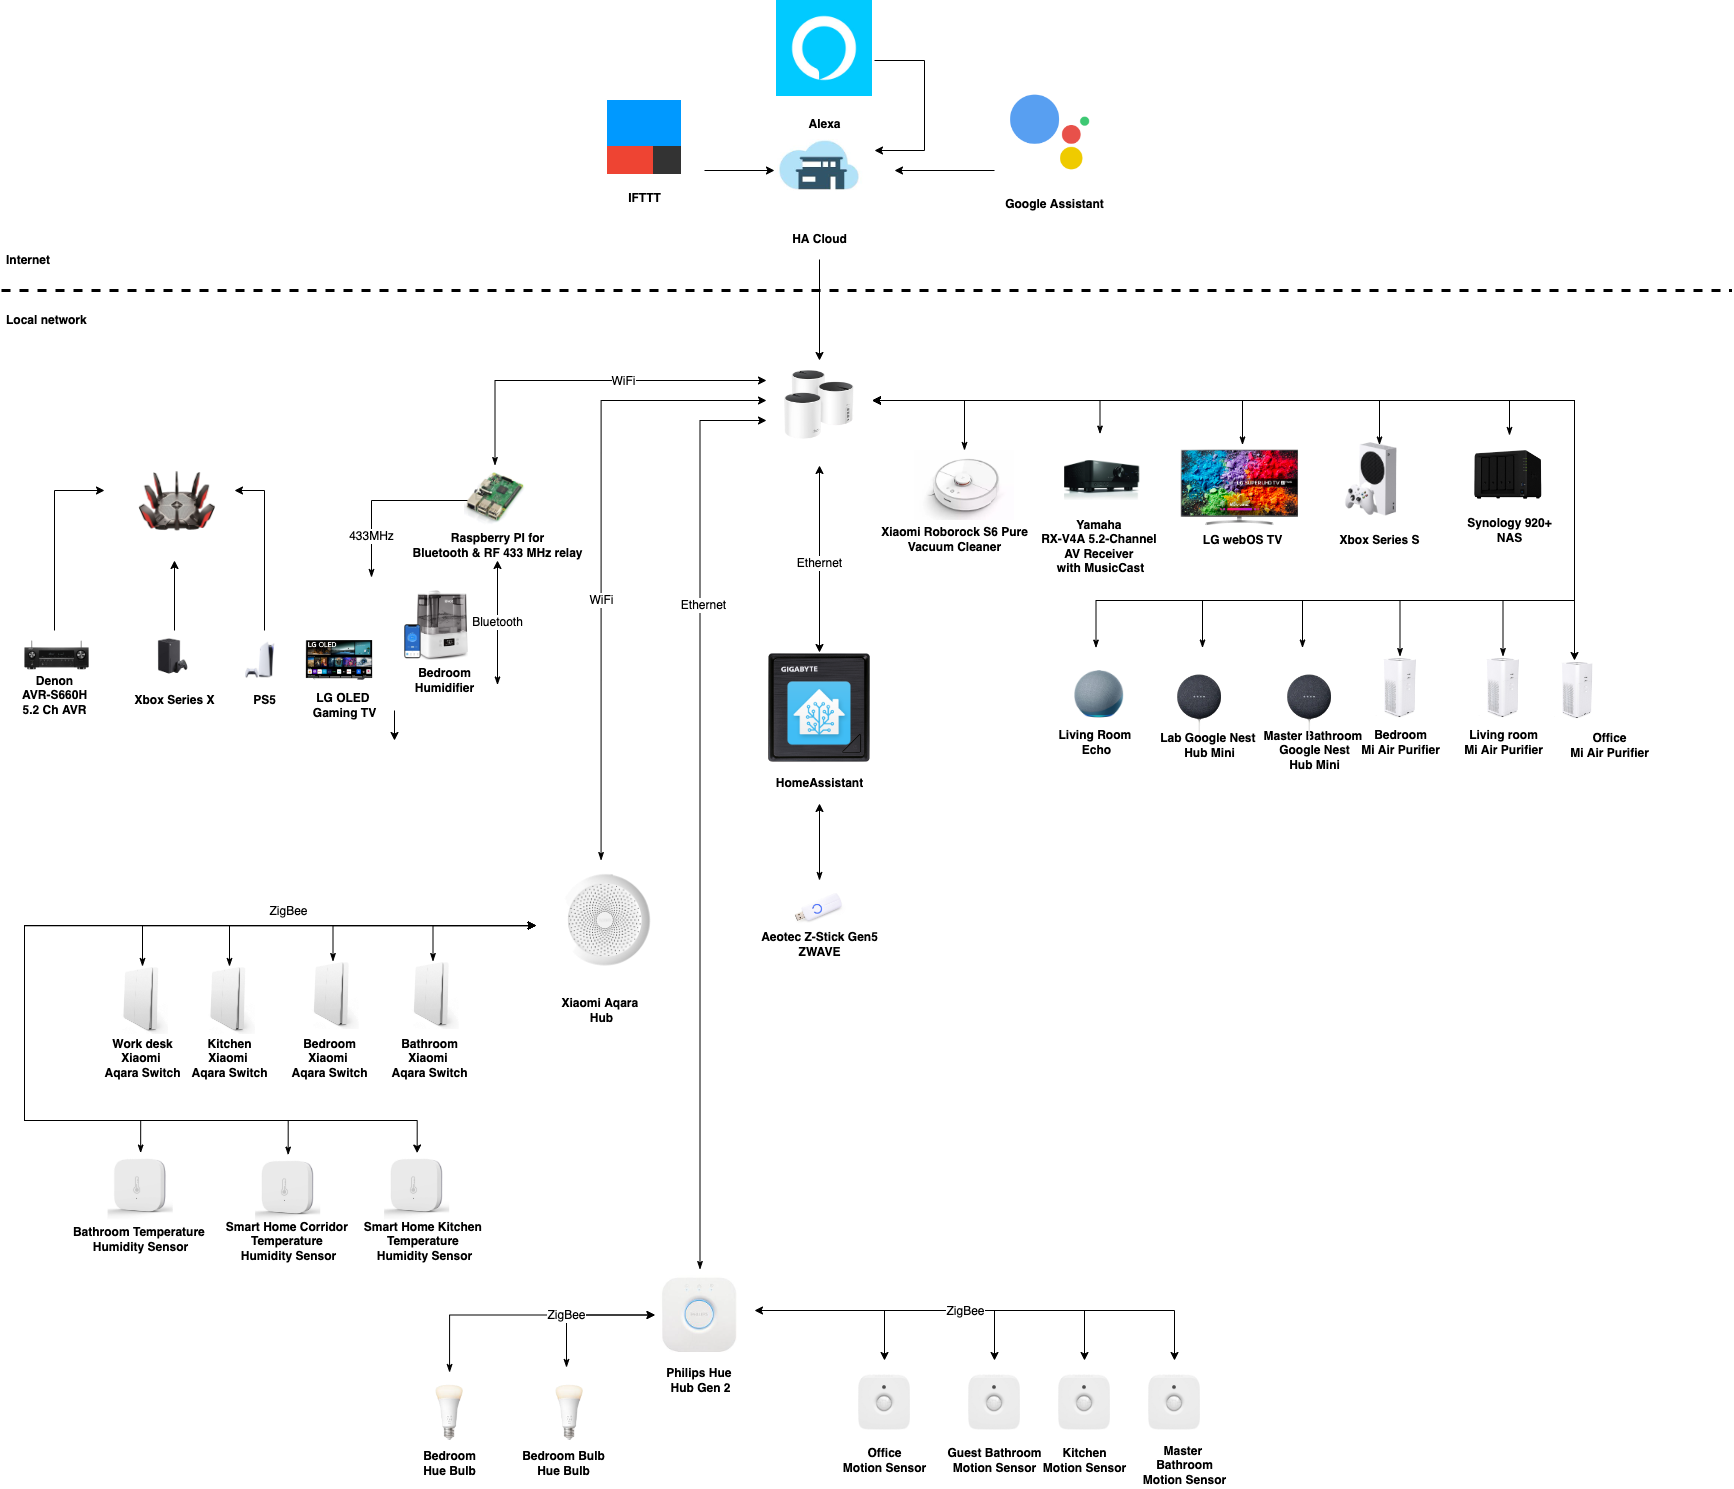 Alexa
IFTTT
Google Assistant
HA Cloud
Internet
Local network
WiFi
433MHz
Raspberry PI for
Bluetooth & RF 433 MHz relay
Xiaomi Roborock S6 Pure
Vacuum Cleaner
Yamaha
RX-V4A 5.2-Channel
AV Receiver
with MusicCast
LG SUPER UHD TV
LG webOS TV
Xbox Series S
Synology 920+
NAS
Ethernet
WiFi
Ethernet
Bluetooth
LG OLED
Denon
AVR-S660H
5.2 Ch AVR
Xbox Series X
PS5
LG OLED
Gaming TV
Bedroom
Humidifier
GIGABYTE
HomeAssistant
Living Room
Echo
Lab Google Nest
Hub Mini
Master Bathroom
Google Nest
Hub Mini
Bedroom
Mi Air Purifier
Living room
Mi Air Purifier
Office
Mi Air Purifier
Aeotec Z-Stick Gen5
ZWAVE
ZigBee
Xiaomi Aqara
Hub
Work desk
Xiaomi
Aqara Switch
Kitchen
Xiaomi
Aqara Switch
Bedroom
Xiaomi
Aqara Switch
Bathroom
Xiaomi
Aqara Switch
Bathroom Temperature
Humidity Sensor
Smart Home Corridor
Temperature
Humidity Sensor
Smart Home Kitchen
Temperature
Humidity Sensor
ZigBee
ZigBee
Philips Hue
Hub Gen 2
Bedroom
Hue Bulb
Bedroom Bulb
Hue Bulb
Office
Motion Sensor
Guest Bathroom
Motion Sensor
Kitchen
Motion Sensor
Master
Bathroom
Motion Sensor